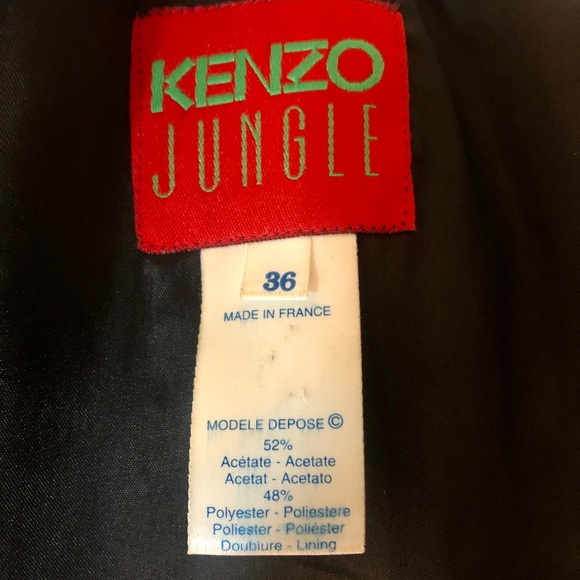 KENZO
JUNGLE
36
MADE IN FRANCE
MODELE DEPOSE ©
52%
Acétate - Acetate
Acetat - Acetato
48%
Polyester - Poliestere
Poliester - Poliéster
Doublure - Lining